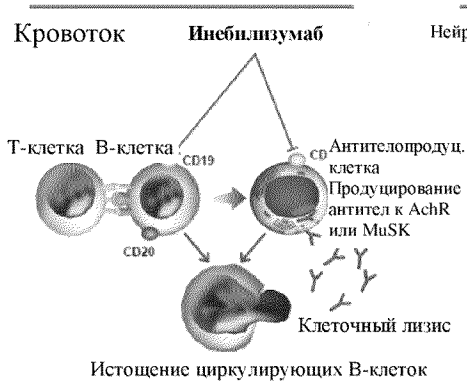 Кровоток
Инебилизумаб
Нейр
Т-клетка В-клетка
CD19
CD
Антителопродуц.
клетка
Продуцирование
антител к AchR
или MuSK
CD20
Клеточный лизис
Истощение циркулирующих В-клеток